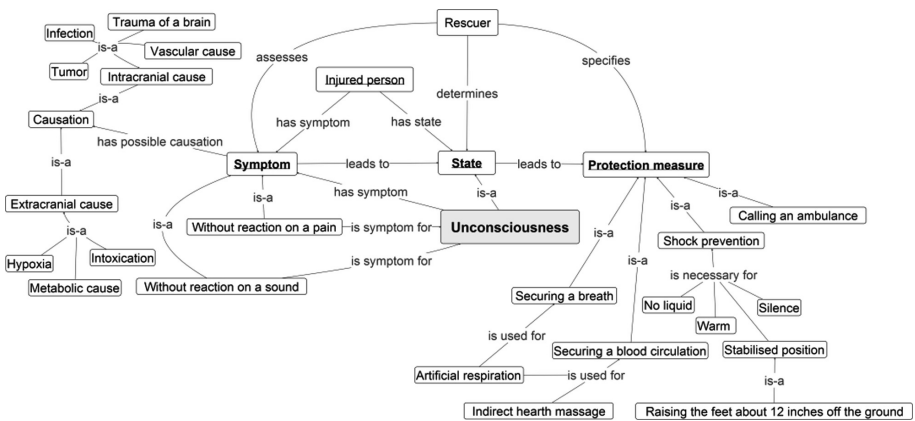 Rescuer
Trauma of a brain
Infection
is-a
Vascular cause
assesses
specifies
Tumor
Intracranial cause
Injured person
determines
is-a
Causation
has symptom
has state
has possible causation
Symptom
leads to
State
leads to
Protection measure
is-a
has symptom
is-a
is-a
is-a
Extracranial cause
is-a
is-a
Calling an ambulance
is-a
Without reaction on a pain
is symptom for
Unconsciousness
is-a
Shock prevention
Hypoxia
Intoxication
is symptom for
is-a
is necessary for
Metabolic cause
Without reaction on a sound
Securing a breath
No liquid
Silence
Warm
is used for
Securing a blood circulation
Stabilised position
Artificial respiration
is used for
is-a
Indirect hearth massage
Raising the feet about 12 inches off the ground